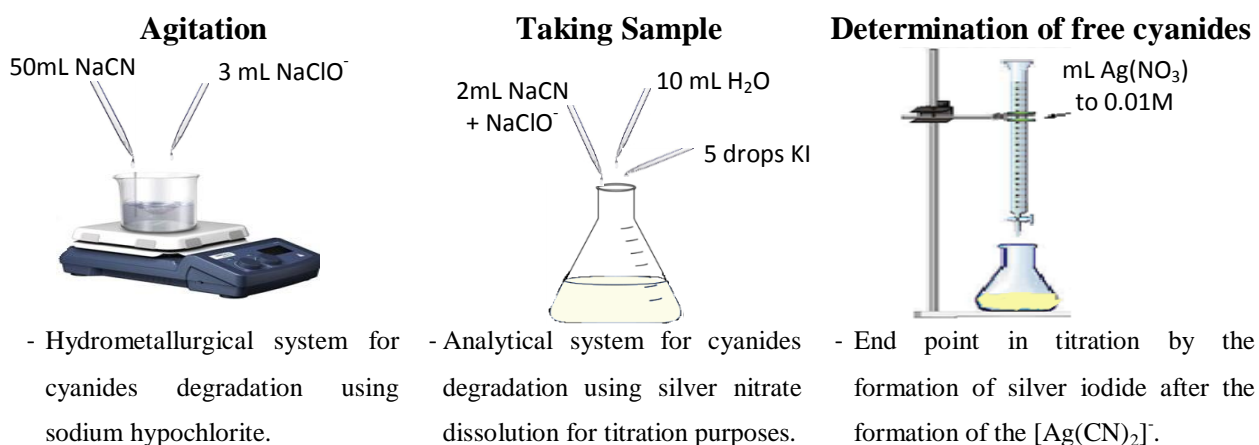 Agitation
50mL NaCN
3 mL NaClO⁻
- Hydrometallurgical system for
cyanides degradation using
sodium hypochlorite.
Taking Sample
2mL NaCN
+ NaClO⁻
10 mL H₂O
5 drops KI
- Analytical system for cyanides
degradation using silver nitrate
dissolution for titration purposes.
Determination of free cyanides
mL Ag(NO₃)
to 0.01M
- End point in titration by the
formation of silver iodide after the
formation of the [Ag(CN)₂]⁻.